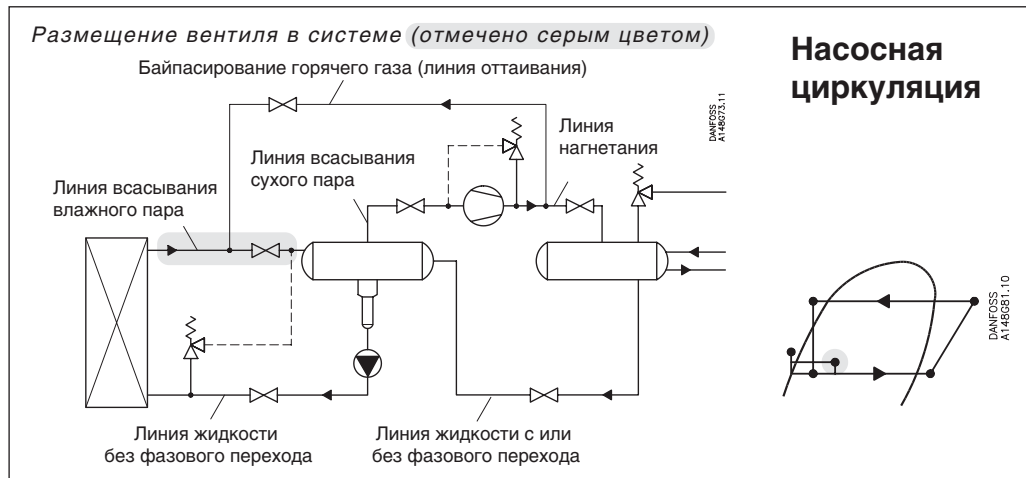 Размещение вентиля в системе (отмечено серым цветом)
Насосная
циркуляция
Байпасирование горячего газа (линия оттаивания)
DANFOSS
A148G73.11
Линия
нагнетания
Линия всасывания
сухого пара
Линия всасывания
влажного пара
DANFOSS
A148G81.10
Линия жидкости
без фазового перехода
Линия жидкости с или
без фазового перехода